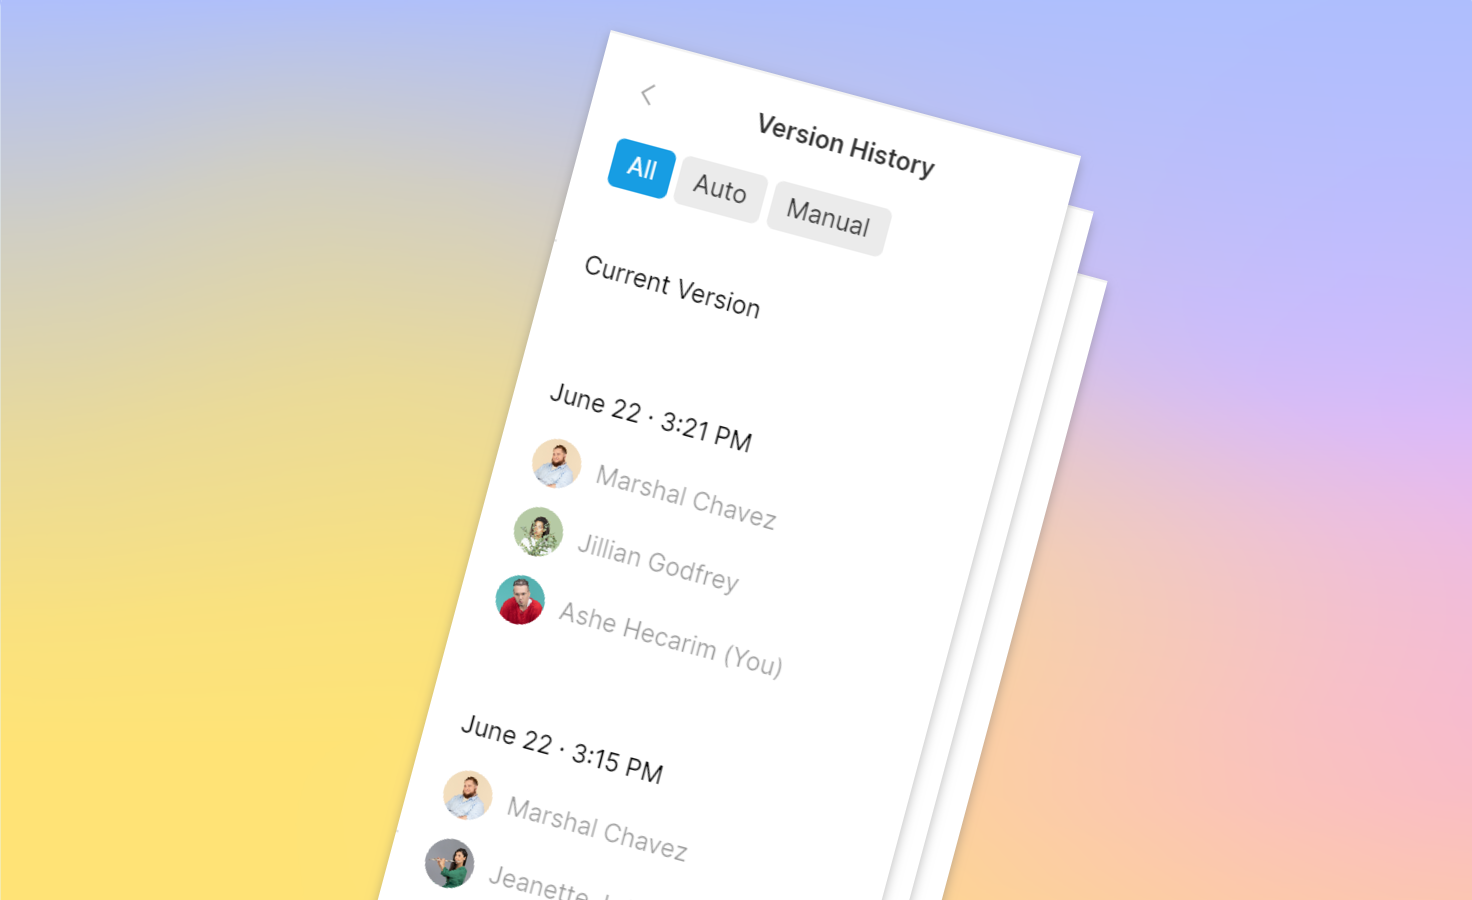 Version History
All
Auto
Manual
Current Version
June 22 · 3:21 PM
Marshal Chavez
Jillian Godfrey
Ashe Hecarim (You)
June 22 · 3:15 PM
Marshal Chavez
Jeanette